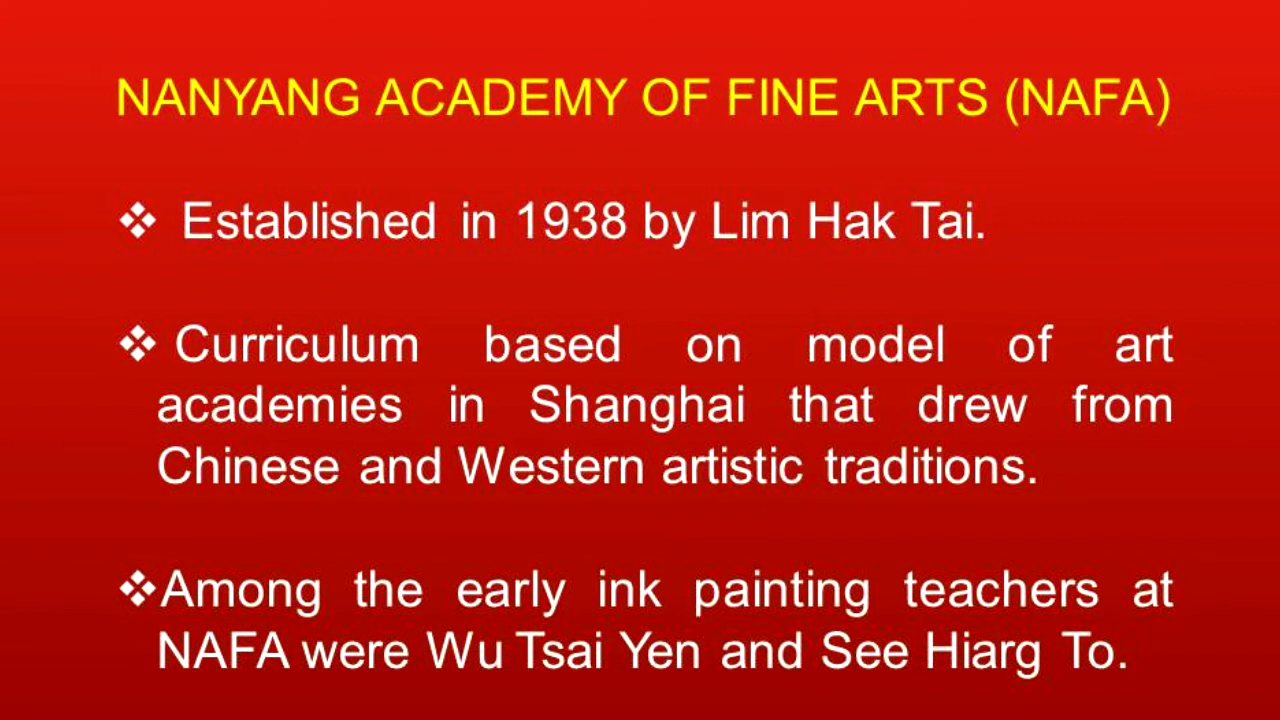 NANYANG ACADEMY OF FINE ARTS (NAFA)
❖ Established in 1938 by Lim Hak Tai.
❖ Curriculum based on model of art
academies in Shanghai that drew from
Chinese and Western artistic traditions.
❖Among the early ink painting teachers at
NAFA were Wu Tsai Yen and See Hiarg To.